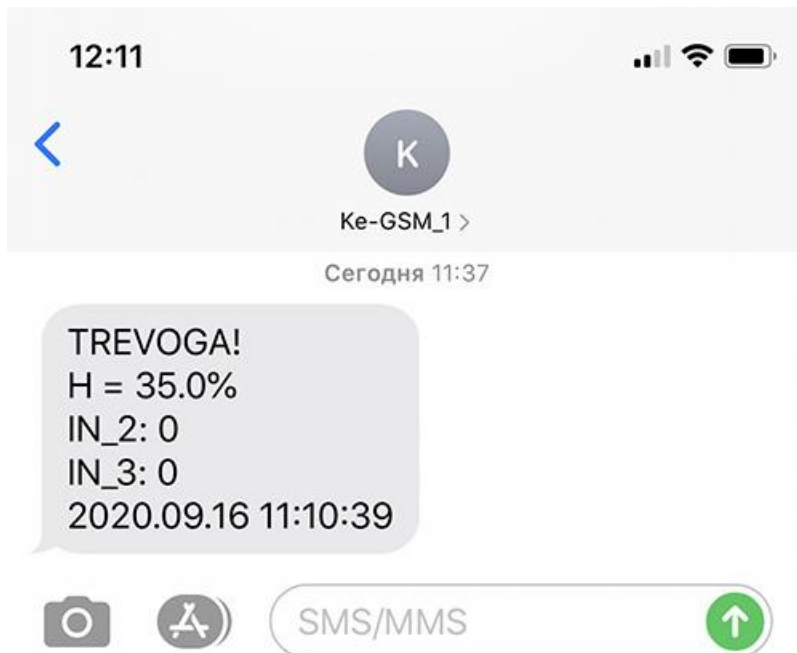 12:11
K
Ke-GSM_1 >
Сегодня 11:37
TREVOGA!
H = 35.0%
IN_2: 0
IN_3: 0
2020.09.16 11:10:39
SMS/MMS